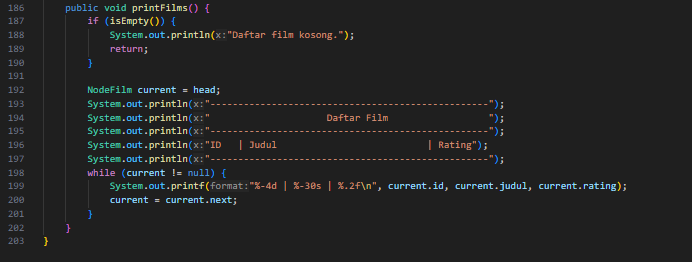 186 public void printFilms() {
187 if (isEmpty()) {
188 System.out.println(x:"Daftar film kosong.");
189 return;
190 }
191
192 NodeFilm current = head;
193 System.out.println(x:"-----------------------------------------------");
194 System.out.println(x:"                    Daftar Film                 ");
195 System.out.println(x:"-----------------------------------------------");
196 System.out.println(x:"ID   | Judul                          | Rating");
197 System.out.println(x:"-----------------------------------------------");
198 while (current != null) {
199 System.out.printf(format:"%-4d | %-30s | %.2f\n", current.id, current.judul, current.rating);
200 current = current.next;
201 }
202 }
203 }